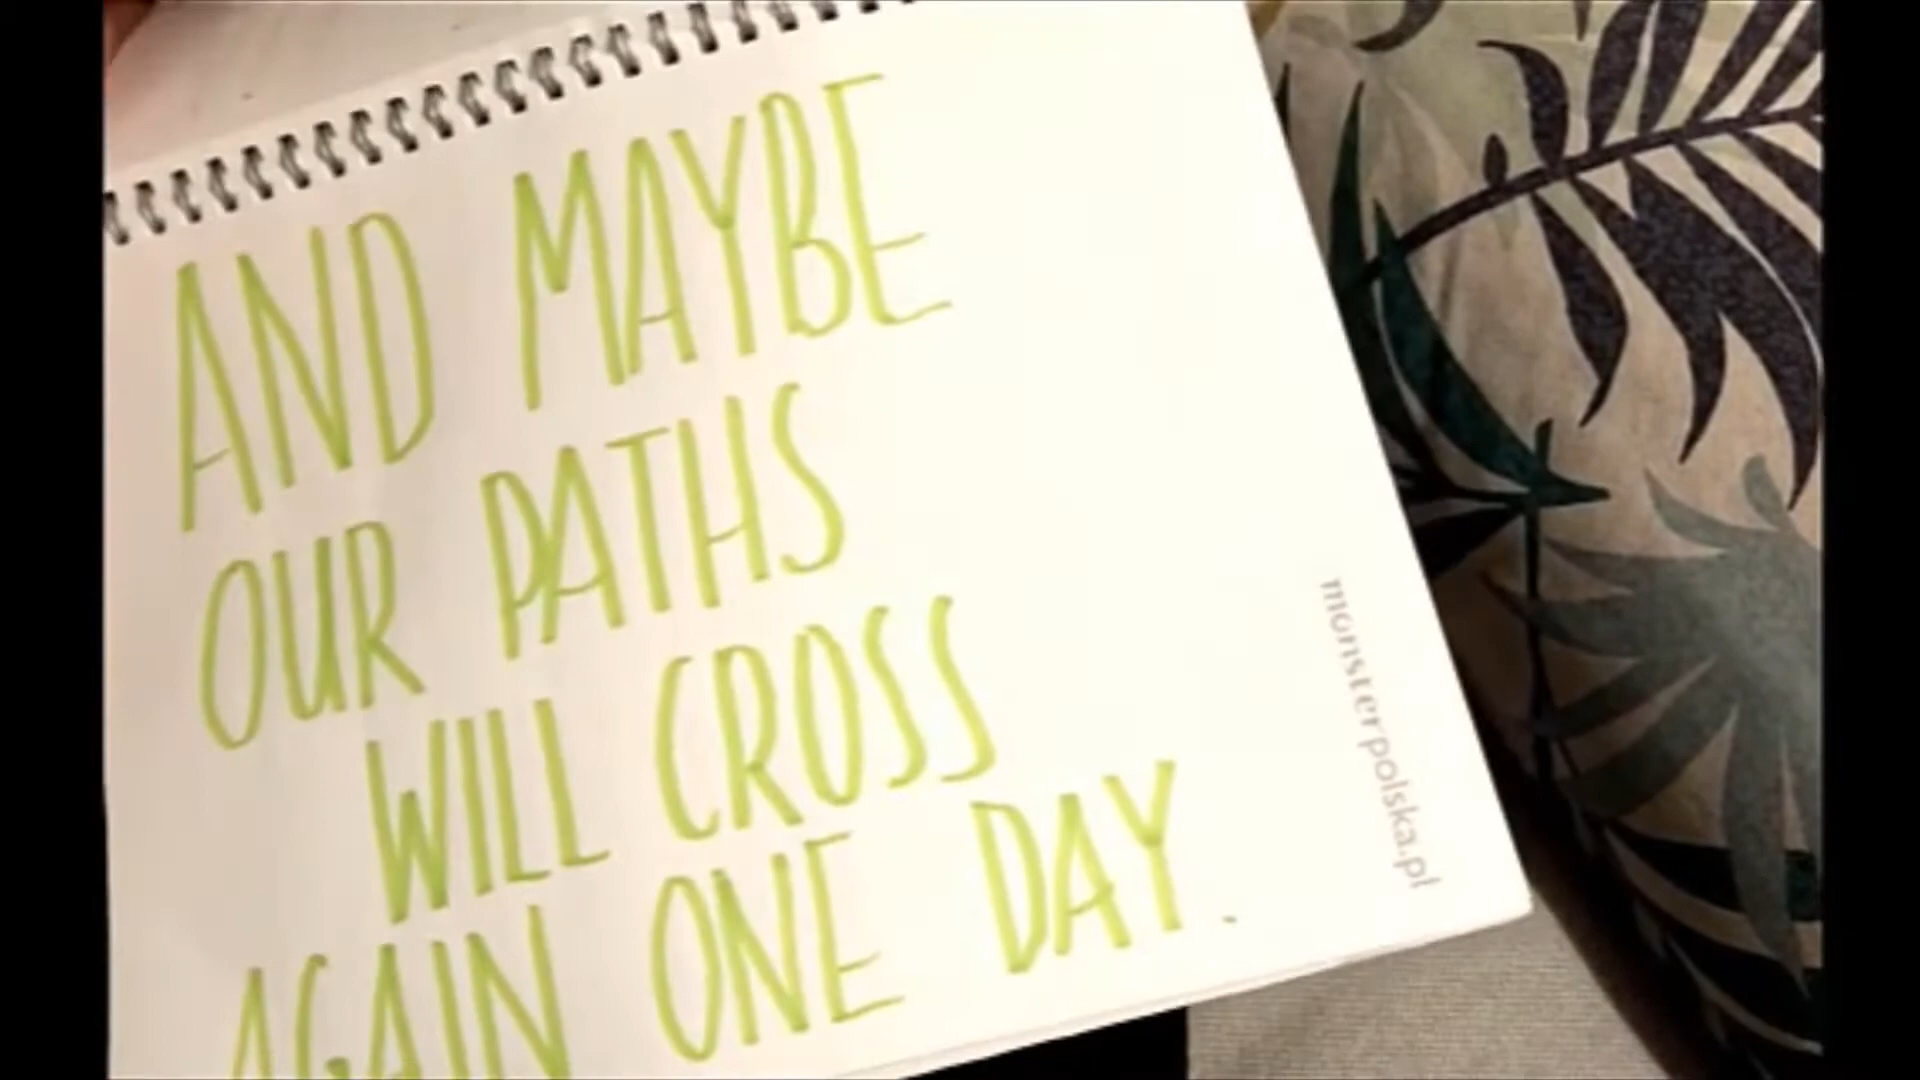 AND MAYBE
OUR PATHS
WILL CROSS
AGAIN ONE DAY.
monsterpolska.pl